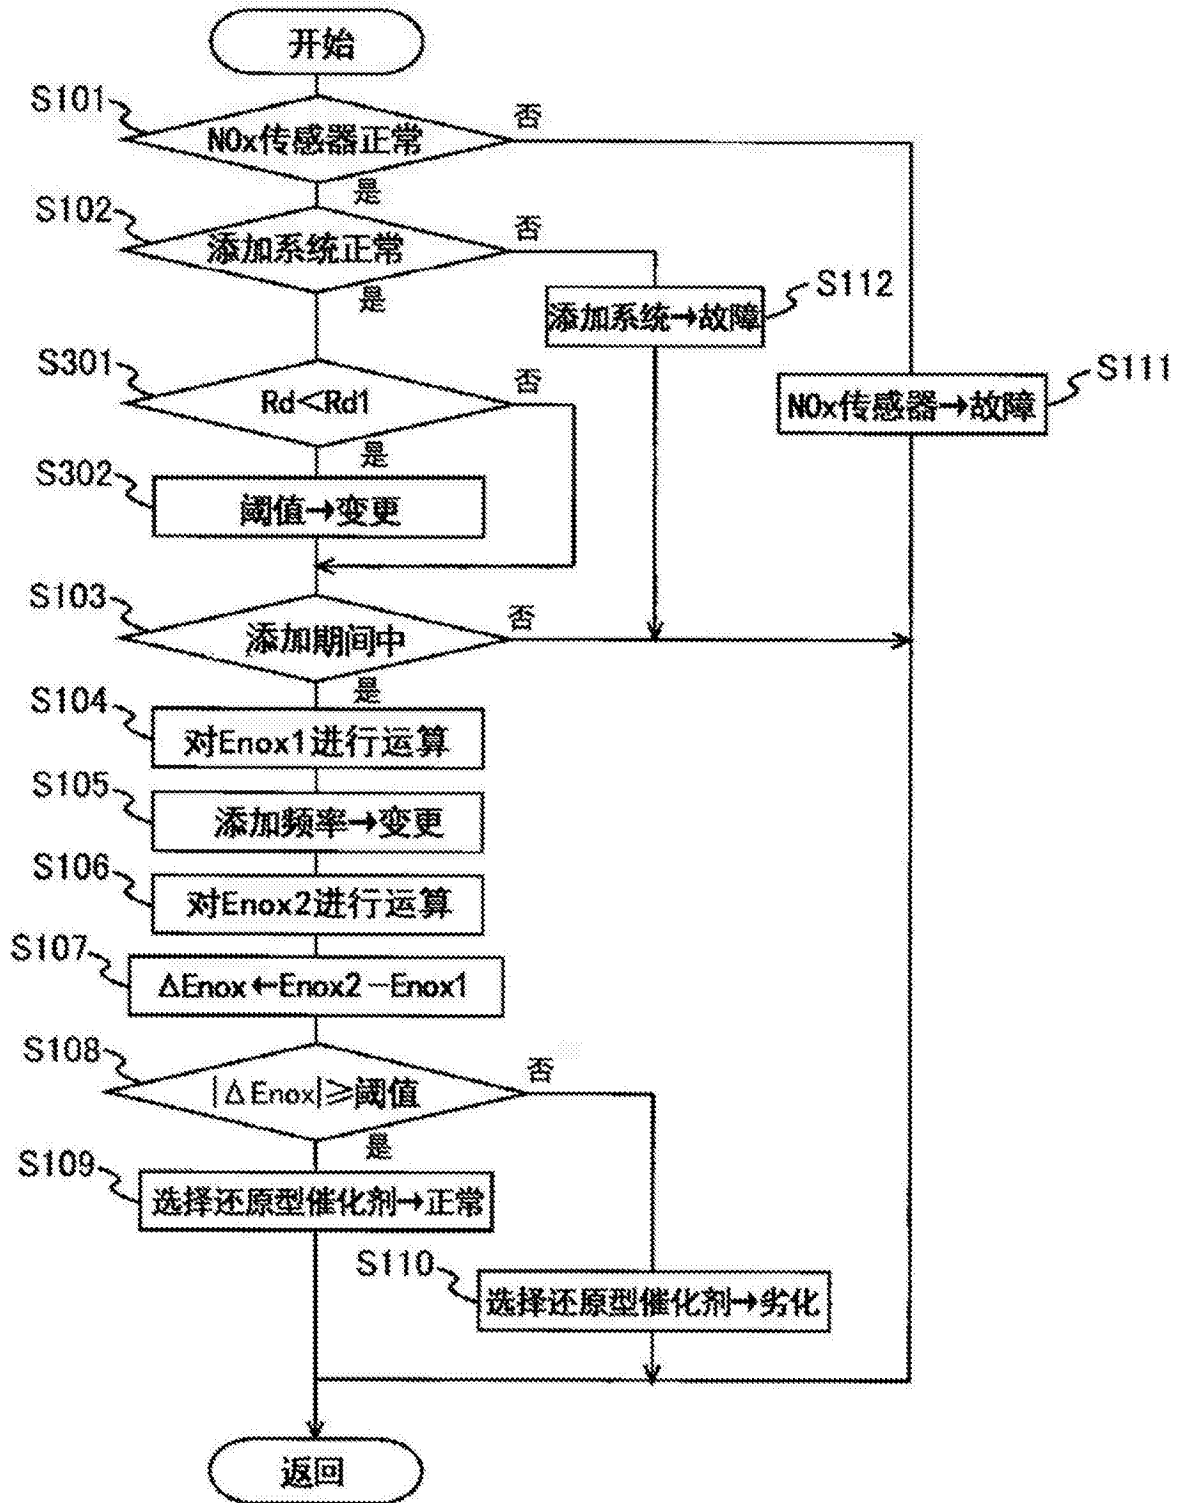 开始
S101
NOx传感器正常
否
是
S102
添加系统正常
否
是
S112
添加系统→故障
S301
Rd<Rd1
否
是
S111
NOx传感器→故障
S302
阈值→变更
S103
添加期间中
否
是
S104
对Enox1进行运算
S105
添加频率→变更
S106
对Enox2进行运算
S107
ΔEnox←Enox2-Enox1
S108
|ΔEnox|≥阈值
否
是
S109
选择还原型催化剂→正常
S110
选择还原型催化剂→劣化
返回